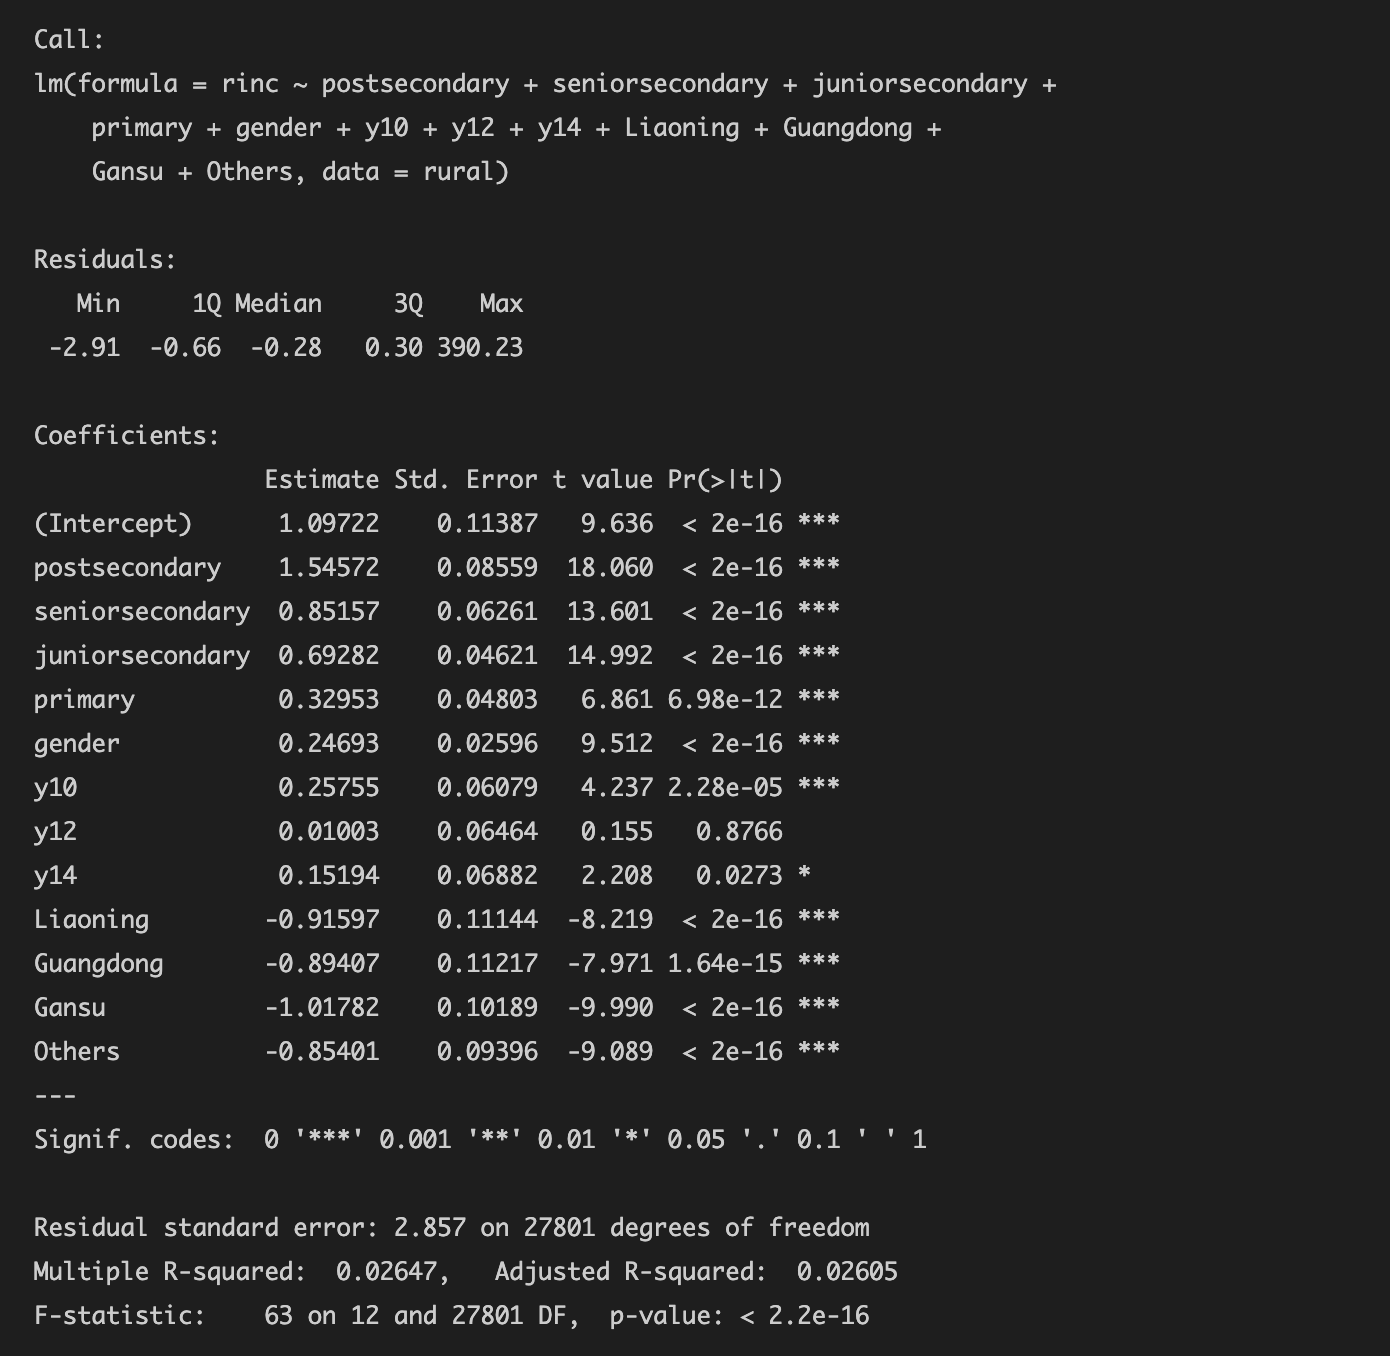 Call:
lm(formula = rinc ~ postsecondary + seniorsecondary + juniorsecondary +
    primary + gender + y10 + y12 + y14 + Liaoning + Guangdong +
    Gansu + Others, data = rural)

Residuals:
   Min     1Q Median     3Q    Max
 -2.91  -0.66  -0.28   0.30 390.23

Coefficients:
                Estimate Std. Error t value Pr(>|t|)
(Intercept)      1.09722    0.11387   9.636  < 2e-16 ***
postsecondary    1.54572    0.08559  18.060  < 2e-16 ***
seniorsecondary  0.85157    0.06261  13.601  < 2e-16 ***
juniorsecondary  0.69282    0.04621  14.992  < 2e-16 ***
primary          0.32953    0.04803   6.861 6.98e-12 ***
gender           0.24693    0.02596   9.512  < 2e-16 ***
y10              0.25755    0.06079   4.237 2.28e-05 ***
y12              0.01003    0.06464   0.155   0.8766
y14              0.15194    0.06882   2.208   0.0273 *
Liaoning        -0.91597    0.11144  -8.219  < 2e-16 ***
Guangdong       -0.89407    0.11217  -7.971 1.64e-15 ***
Gansu           -1.01782    0.10189  -9.990  < 2e-16 ***
Others          -0.85401    0.09396  -9.089  < 2e-16 ***
---
Signif. codes:  0 '***' 0.001 '**' 0.01 '*' 0.05 '.' 0.1 ' ' 1

Residual standard error: 2.857 on 27801 degrees of freedom
Multiple R-squared:  0.02647,   Adjusted R-squared:  0.02605
F-statistic:    63 on 12 and 27801 DF,  p-value: < 2.2e-16